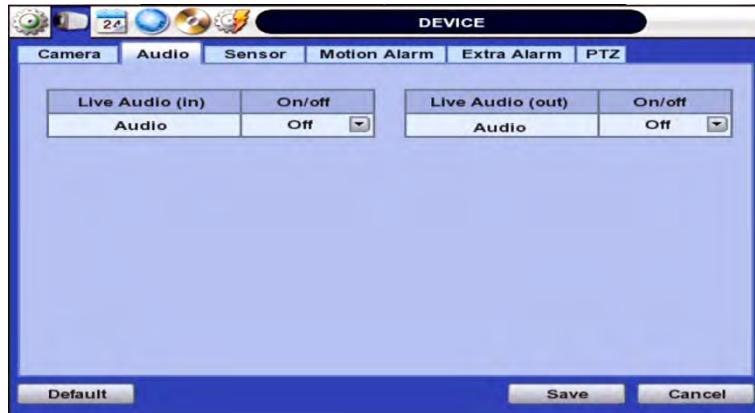 24
DEVICE
Camera Audio Sensor Motion Alarm Extra Alarm PTZ
Live Audio (in) On/off Live Audio (out) On/off
Audio Off Audio Off
Default Save Cancel